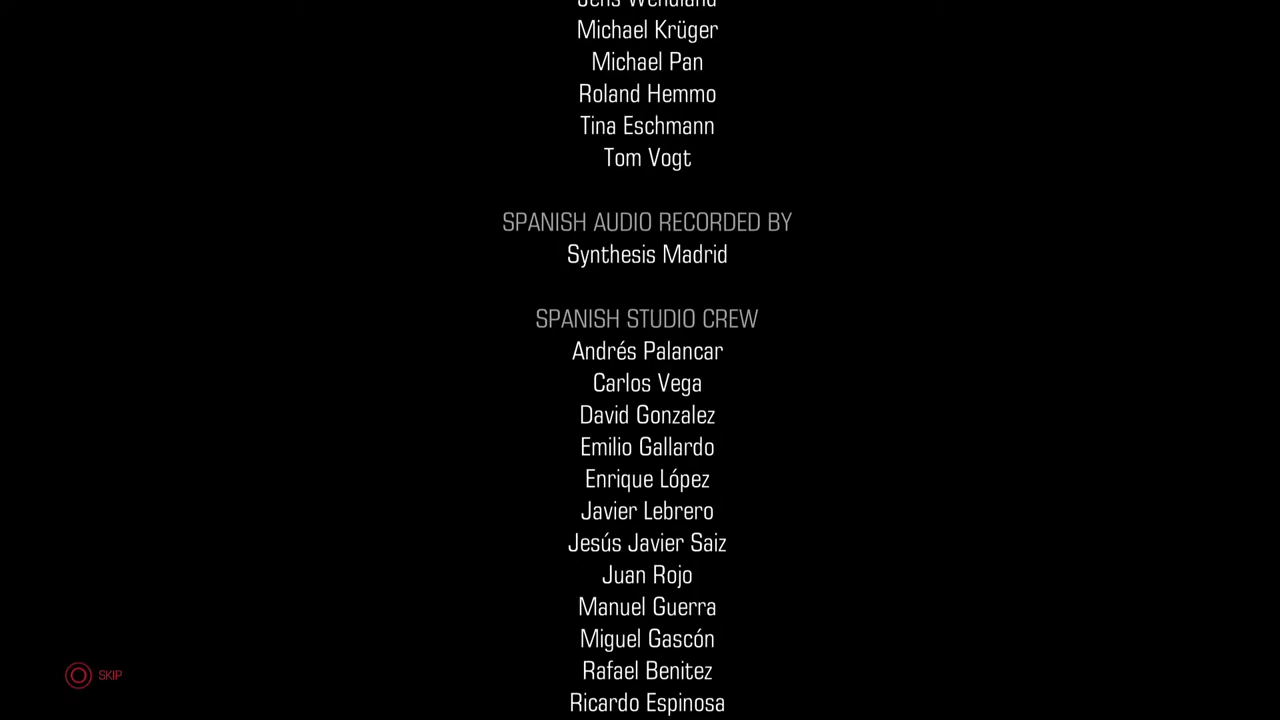 Jens Wendland
Michael Krüger
Michael Pan
Roland Hemmo
Tina Eschmann
Tom Vogt
SPANISH AUDIO RECORDED BY
Synthesis Madrid
SPANISH STUDIO CREW
Andrés Palancar
Carlos Vega
David Gonzalez
Emilio Gallardo
Enrique López
Javier Lebrero
Jesús Javier Saiz
Juan Rojo
Manuel Guerra
Miguel Gascón
Rafael Benitez
Ricardo Espinosa
SKIP